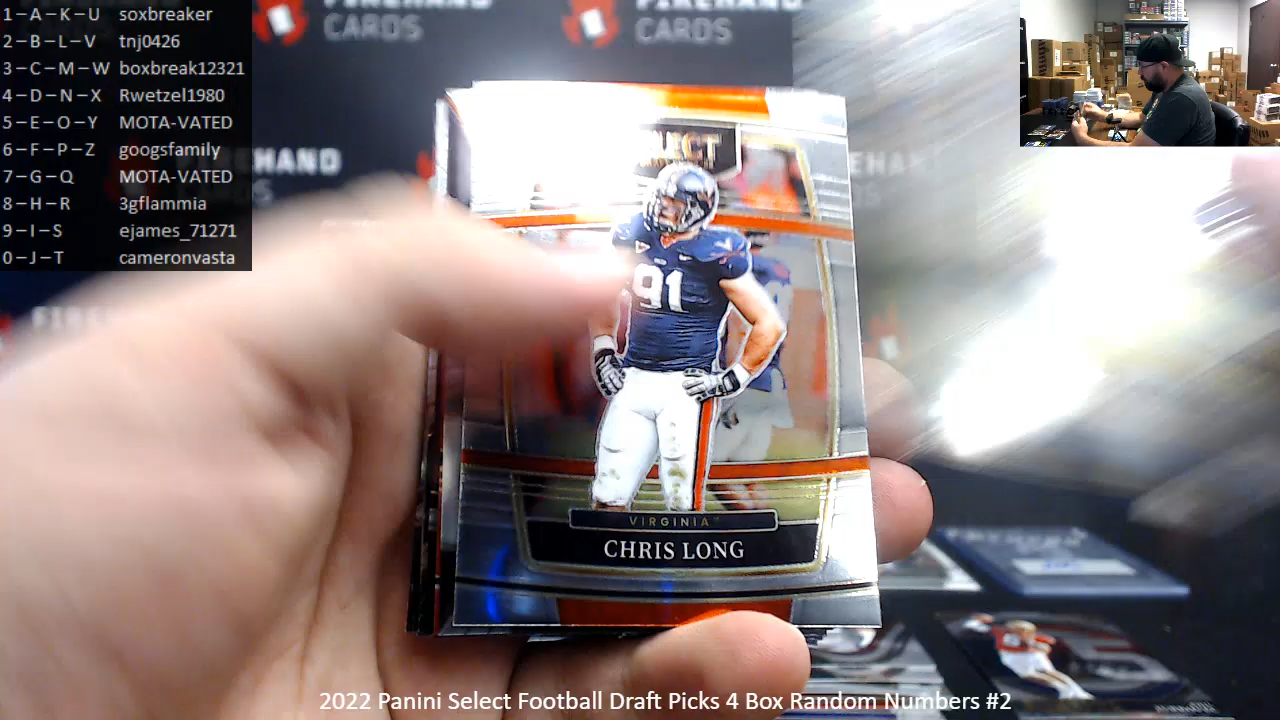 1-A-K-U soxbreaker
2-B-L-V tnj0426
3-C-M-W boxbreak12321
4-D-N-X Rwetzel1980
5-E-O-Y MOTA-VATED
6-F-P-Z googsfamily
7-G-Q MOTA-VATED
8-H-R 3gflammia
9-I-S ejames_71271
0-J-T cameronvasta
FIREHAND
CARDS
FIREHAND
CARDS
91
VIRGINIA
CHRIS LONG
2022 Panini Select Football Draft Picks 4 Box Random Numbers #2